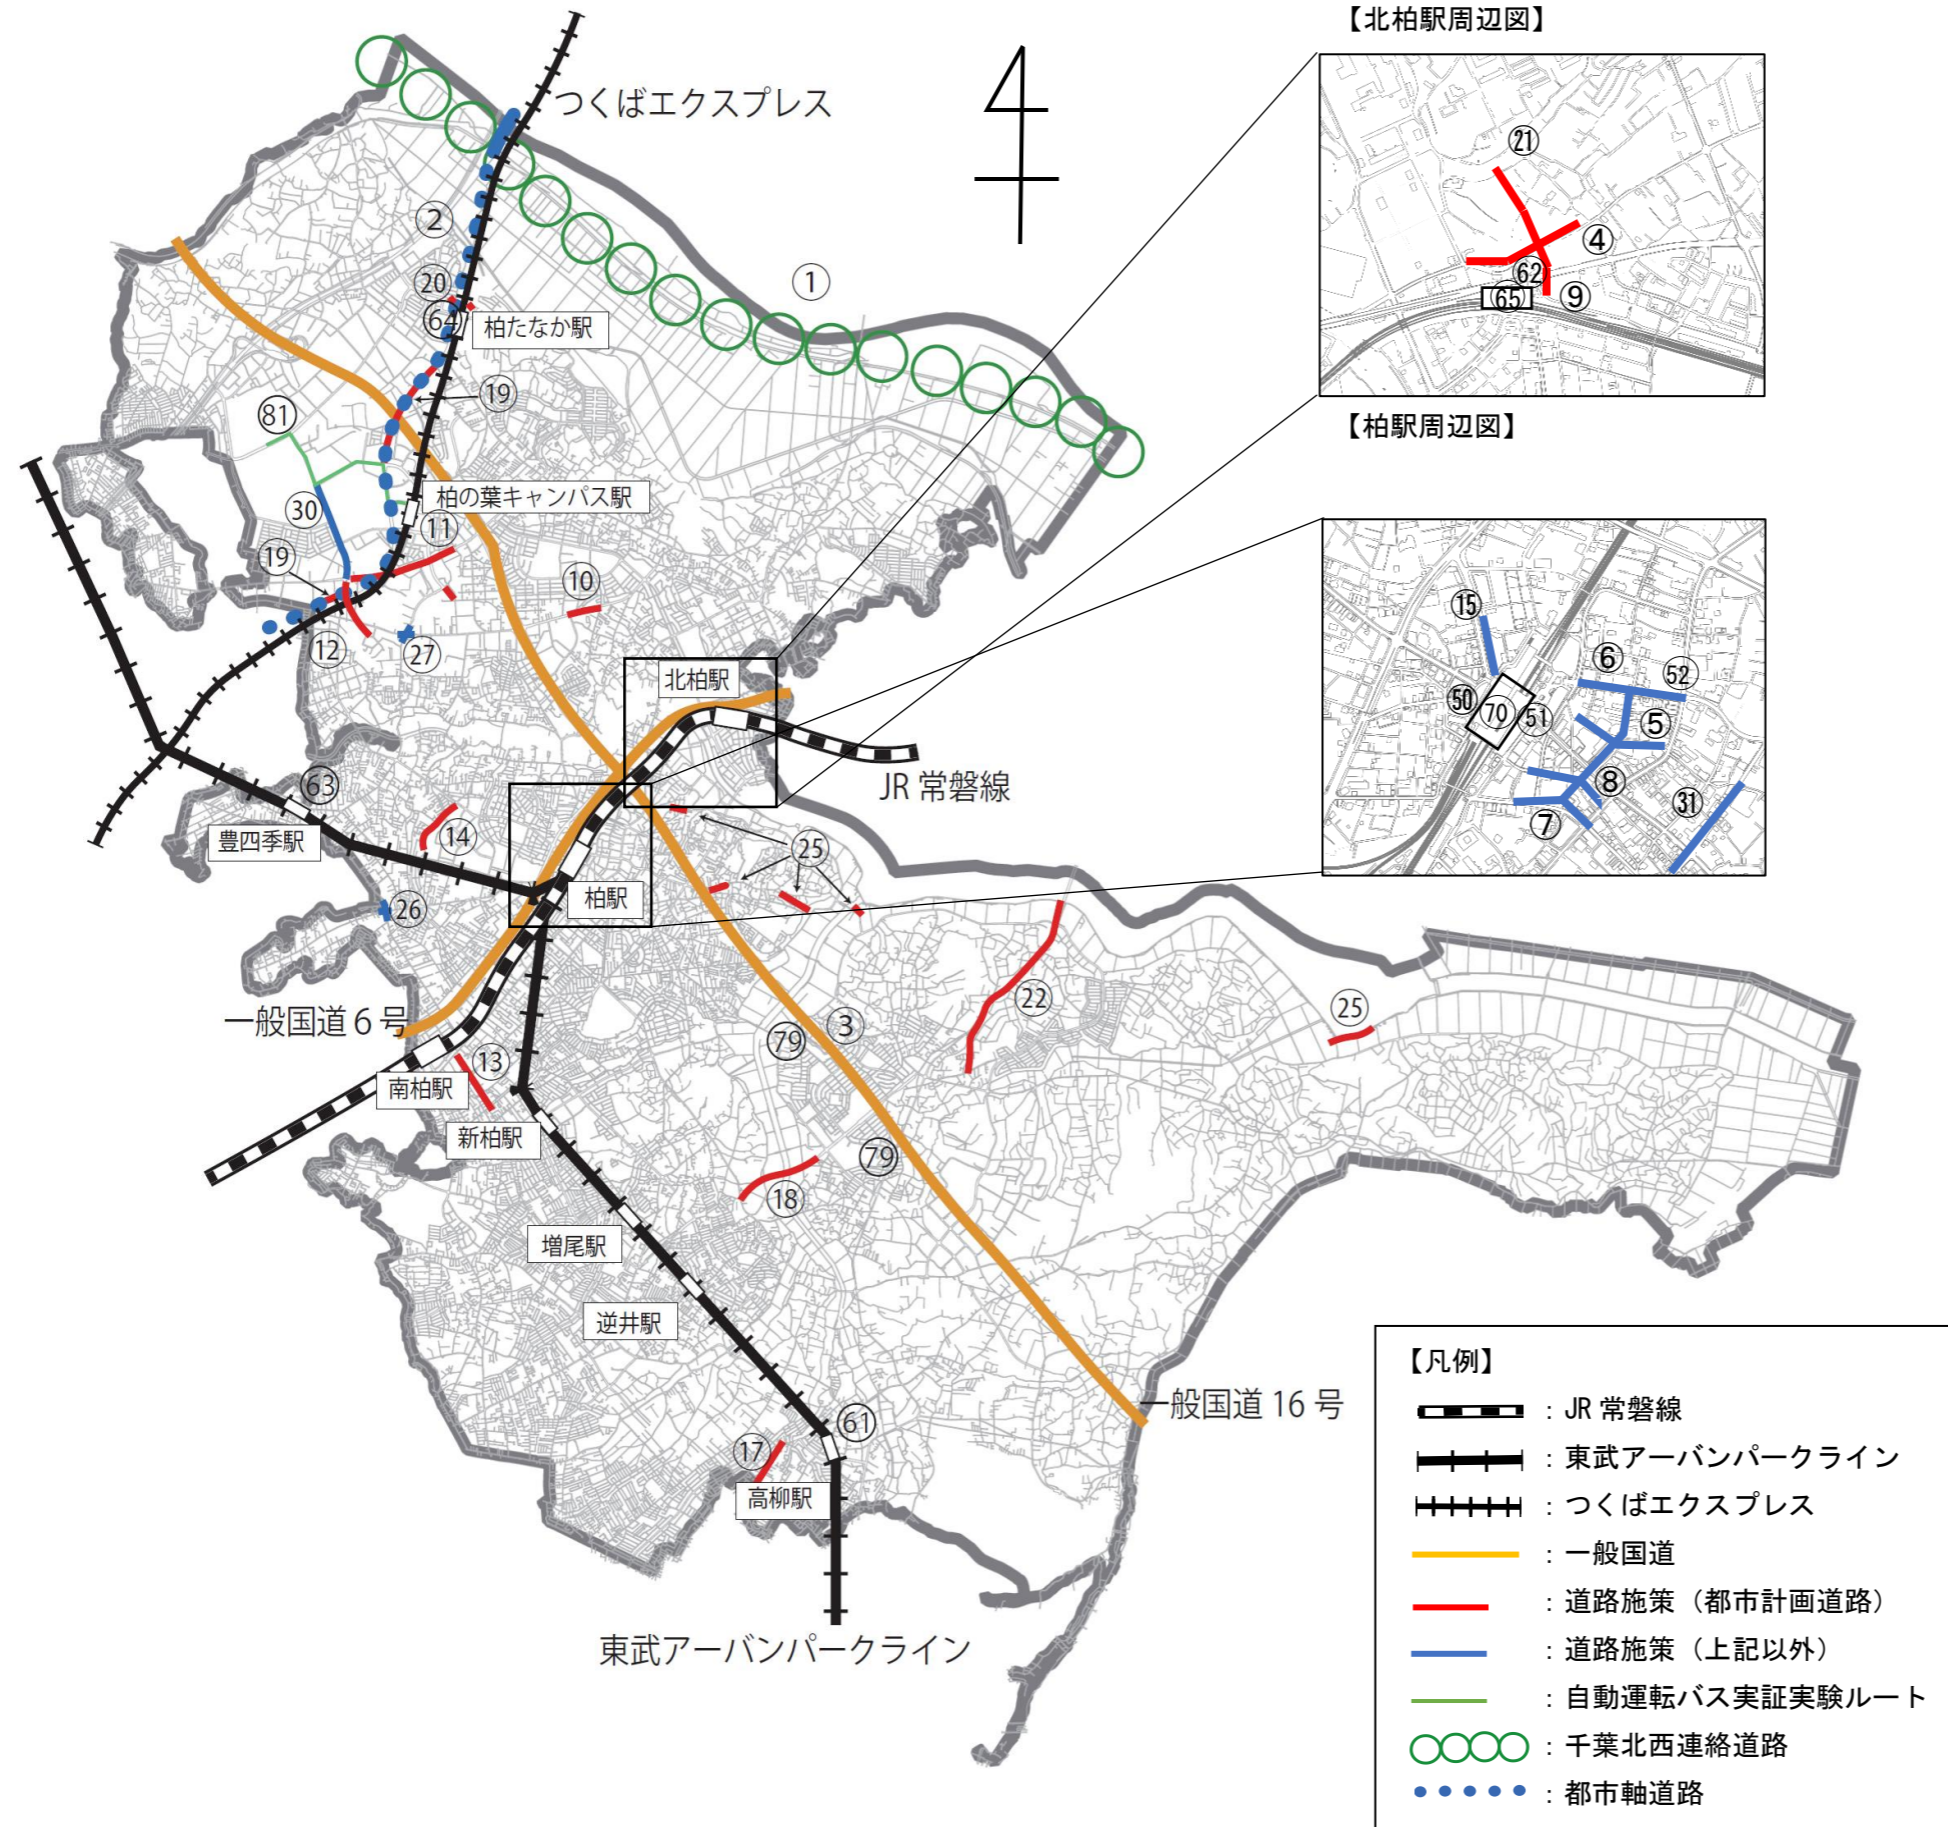 【北柏駅周辺図】
つくばエクスプレス
㉑
④
②
62
⑨
65
①
⑳
64
柏たなか駅
⑲
【柏駅周辺図】
81
柏の葉キャンパス駅
㉚
⑪
⑲
⑩
⑮
⑫
㉗
⑥
52
北柏駅
㊿
70
51
⑤
JR 常磐線
63
⑧
㉛
⑦
豊四季駅
⑭
㉕
柏駅
㉖
㉒
㉕
一般国道 6 号
79
③
⑬
南柏駅
新柏駅
79
⑱
増尾駅
逆井駅
一般国道 16 号
61
⑰
高柳駅
東武アーバンパークライン
【凡例】
：JR 常磐線
：東武アーバンパークライン
：つくばエクスプレス
：一般国道
：道路施策（都市計画道路）
：道路施策（上記以外）
：自動運転バス実証実験ルート
：千葉北西連絡道路
：都市軸道路